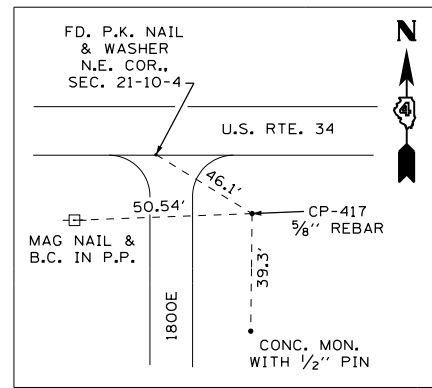 FD. P.K. NAIL
& WASHER
N.E. COR.,
SEC. 21-10-4
N
4
U.S. RTE. 34
46.1'
50.54'
CP-417
5/8'' REBAR
MAG NAIL &
B.C. IN P.P.
39.3'
1800E
CONC. MON.
WITH 1/2'' PIN